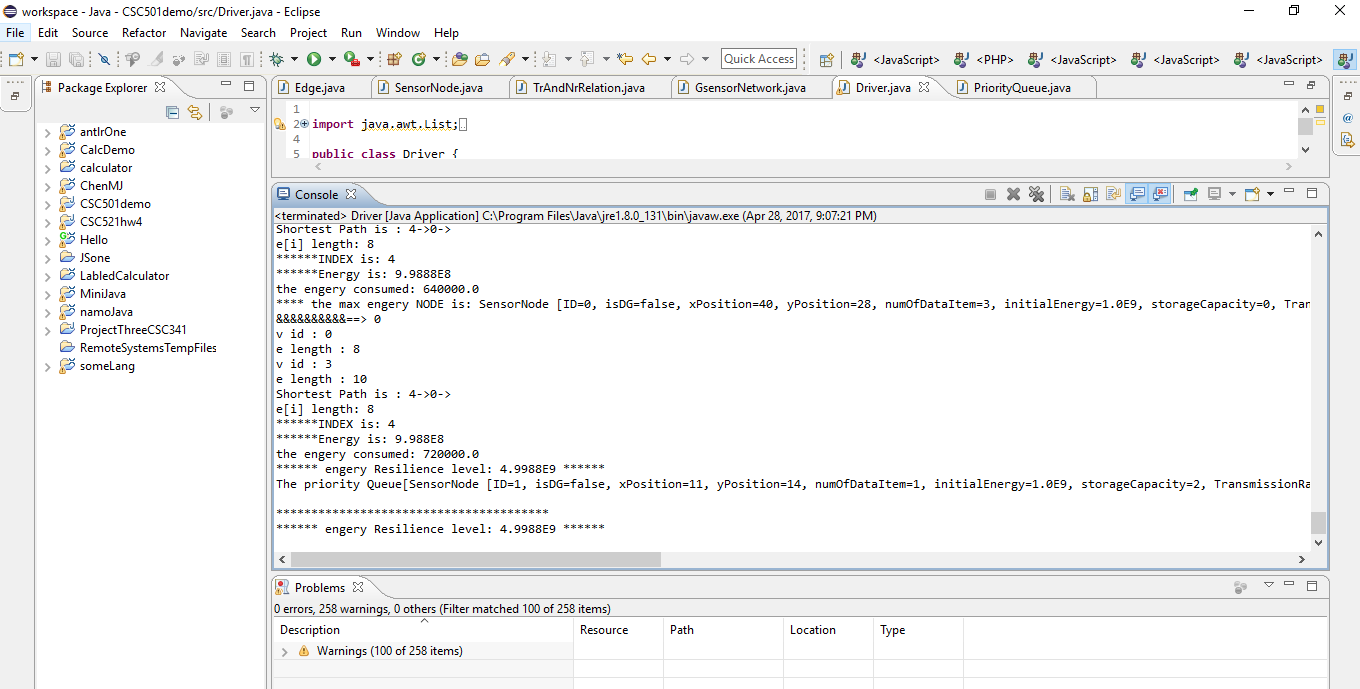 workspace - Java - CSC501demo/src/Driver.java - Eclipse
File Edit Source Refactor Navigate Search Project Run Window Help
Quick Access <JavaScript> <PHP> <JavaScript> <JavaScript> <JavaScript>
Package Explorer
antlrOne
CalcDemo
calculator
ChenMJ
CSC501demo
CSC521hw4
Hello
JSone
LabledCalculator
MiniJava
namoJava
ProjectThreeCSC341
RemoteSystemsTempFiles
someLang
Edge.java SensorNode.java TrAndNrRelation.java GsensorNetwork.java Driver.java PriorityQueue.java
1
2 import java.awt.List;
4
5 public class Driver {
Console
<terminated> Driver [Java Application] C:\Program Files\Java\jre1.8.0_131\bin\javaw.exe (Apr 28, 2017, 9:07:21 PM)
Shortest Path is : 4->0->
e[i] length: 8
******INDEX is: 4
******Energy is: 9.9888E8
the engery consumed: 640000.0
**** the max engery NODE is: SensorNode [ID=0, isDG=false, xPosition=40, yPosition=28, numOfDataItem=3, initialEnergy=1.0E9, storageCapacity=0, Tran
&&&&&&&&&&==> 0
v id : 0
e length : 8
v id : 3
e length : 10
Shortest Path is : 4->0->
e[i] length: 8
******INDEX is: 4
******Energy is: 9.988E8
the engery consumed: 720000.0
****** engery Resilience level: 4.9988E9 ******
The priority Queue[SensorNode [ID=1, isDG=false, xPosition=11, yPosition=14, numOfDataItem=1, initialEnergy=1.0E9, storageCapacity=2, TransmissionRa
***************************************
****** engery Resilience level: 4.9988E9 ******
Problems
0 errors, 258 warnings, 0 others (Filter matched 100 of 258 items)
Description Resource Path Location Type
Warnings (100 of 258 items)